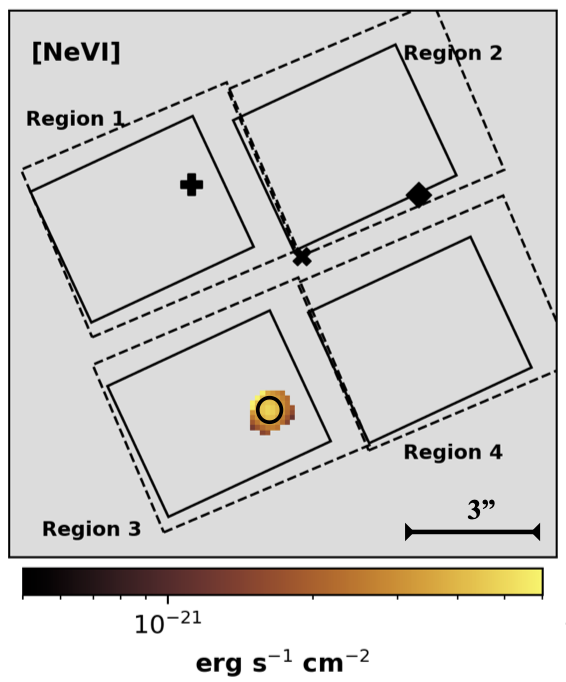 [NeVI]
Region 2
Region 1
Region 4
3”
Region 3
10⁻²¹
erg s⁻¹ cm⁻²